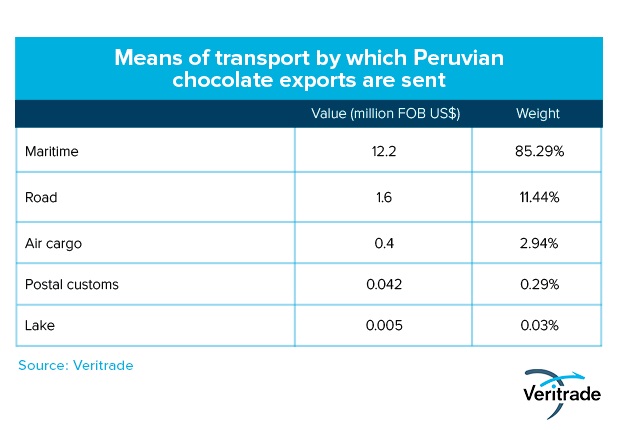 Means of transport by which Peruvian
chocolate exports are sent
Value (million FOB US$) Weight
Maritime 12.2 85.29%
Road 1.6 11.44%
Air cargo 0.4 2.94%
Postal customs 0.042 0.29%
Lake 0.005 0.03%
Source: Veritrade
Veritrade